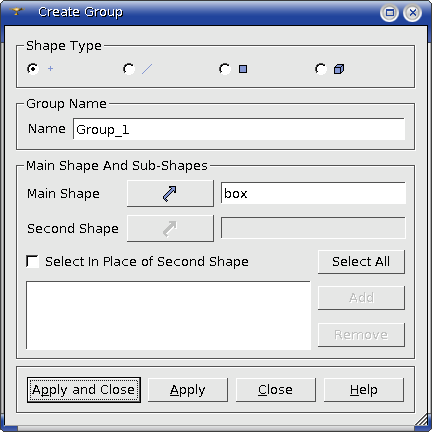 Create Group
Shape Type
Group Name
Name Group_1
Main Shape And Sub-Shapes
Main Shape box
Second Shape
Select In Place of Second Shape Select All
Add
Remove
Apply and Close Apply Close Help